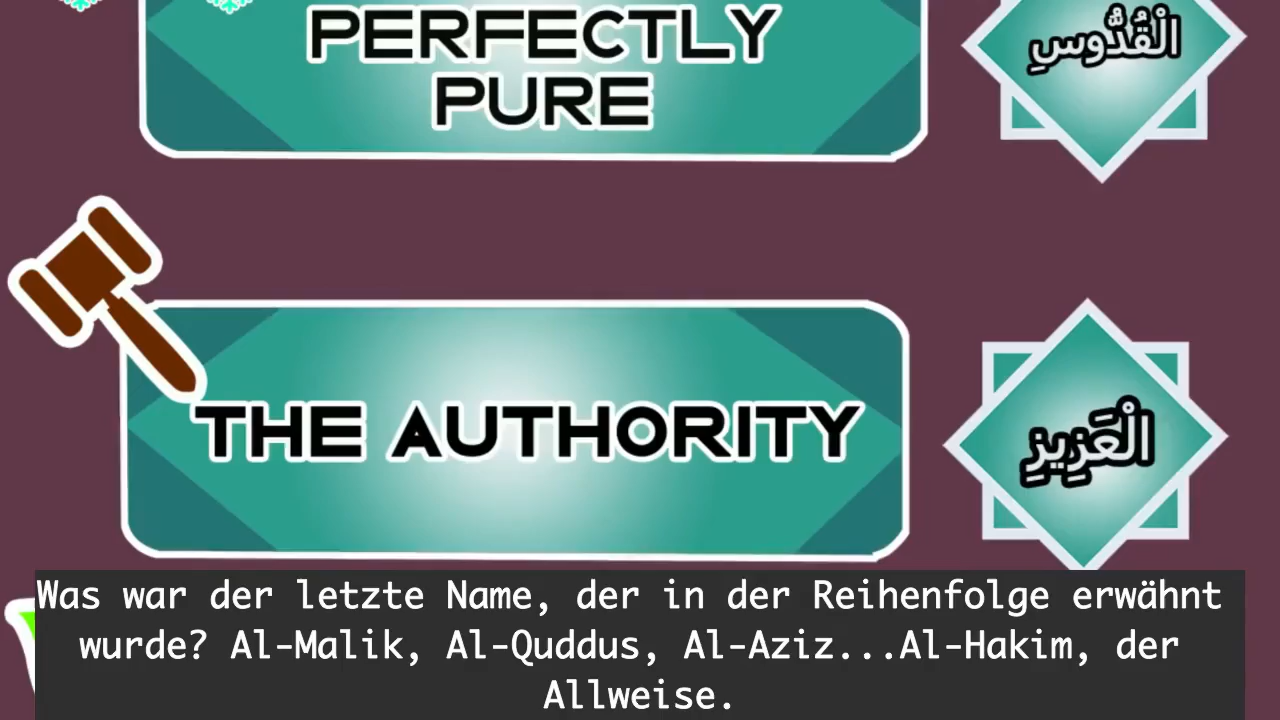 PERFECTLY
PURE
الْقُدُّوسِ
THE AUTHORITY
الْعَزِيزِ
Was war der letzte Name, der in der Reihenfolge erwähnt
wurde? Al-Malik, Al-Quddus, Al-Aziz...Al-Hakim, der
Allweise.